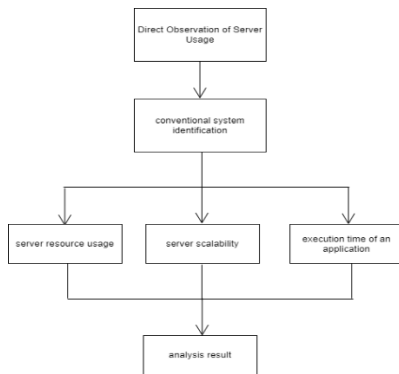 Direct Observation of Server
Usage
conventional system
identification
server resource usage
server scalability
execution time of an
application
analysis result